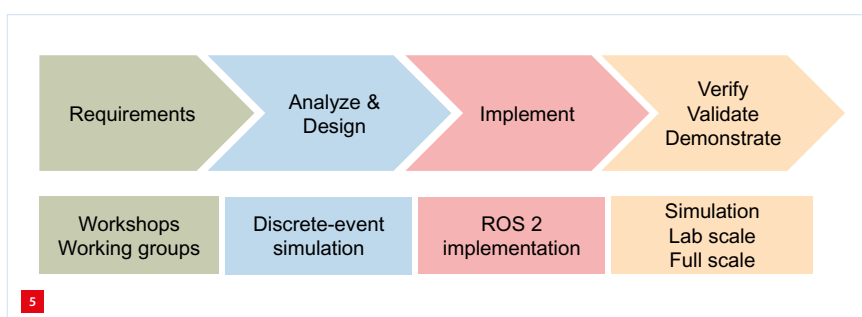 Requirements
Analyze &
Design
Implement
Verify
Validate
Demonstrate
Workshops
Working groups
Discrete-event
simulation
ROS 2
implementation
Simulation
Lab scale
Full scale
5